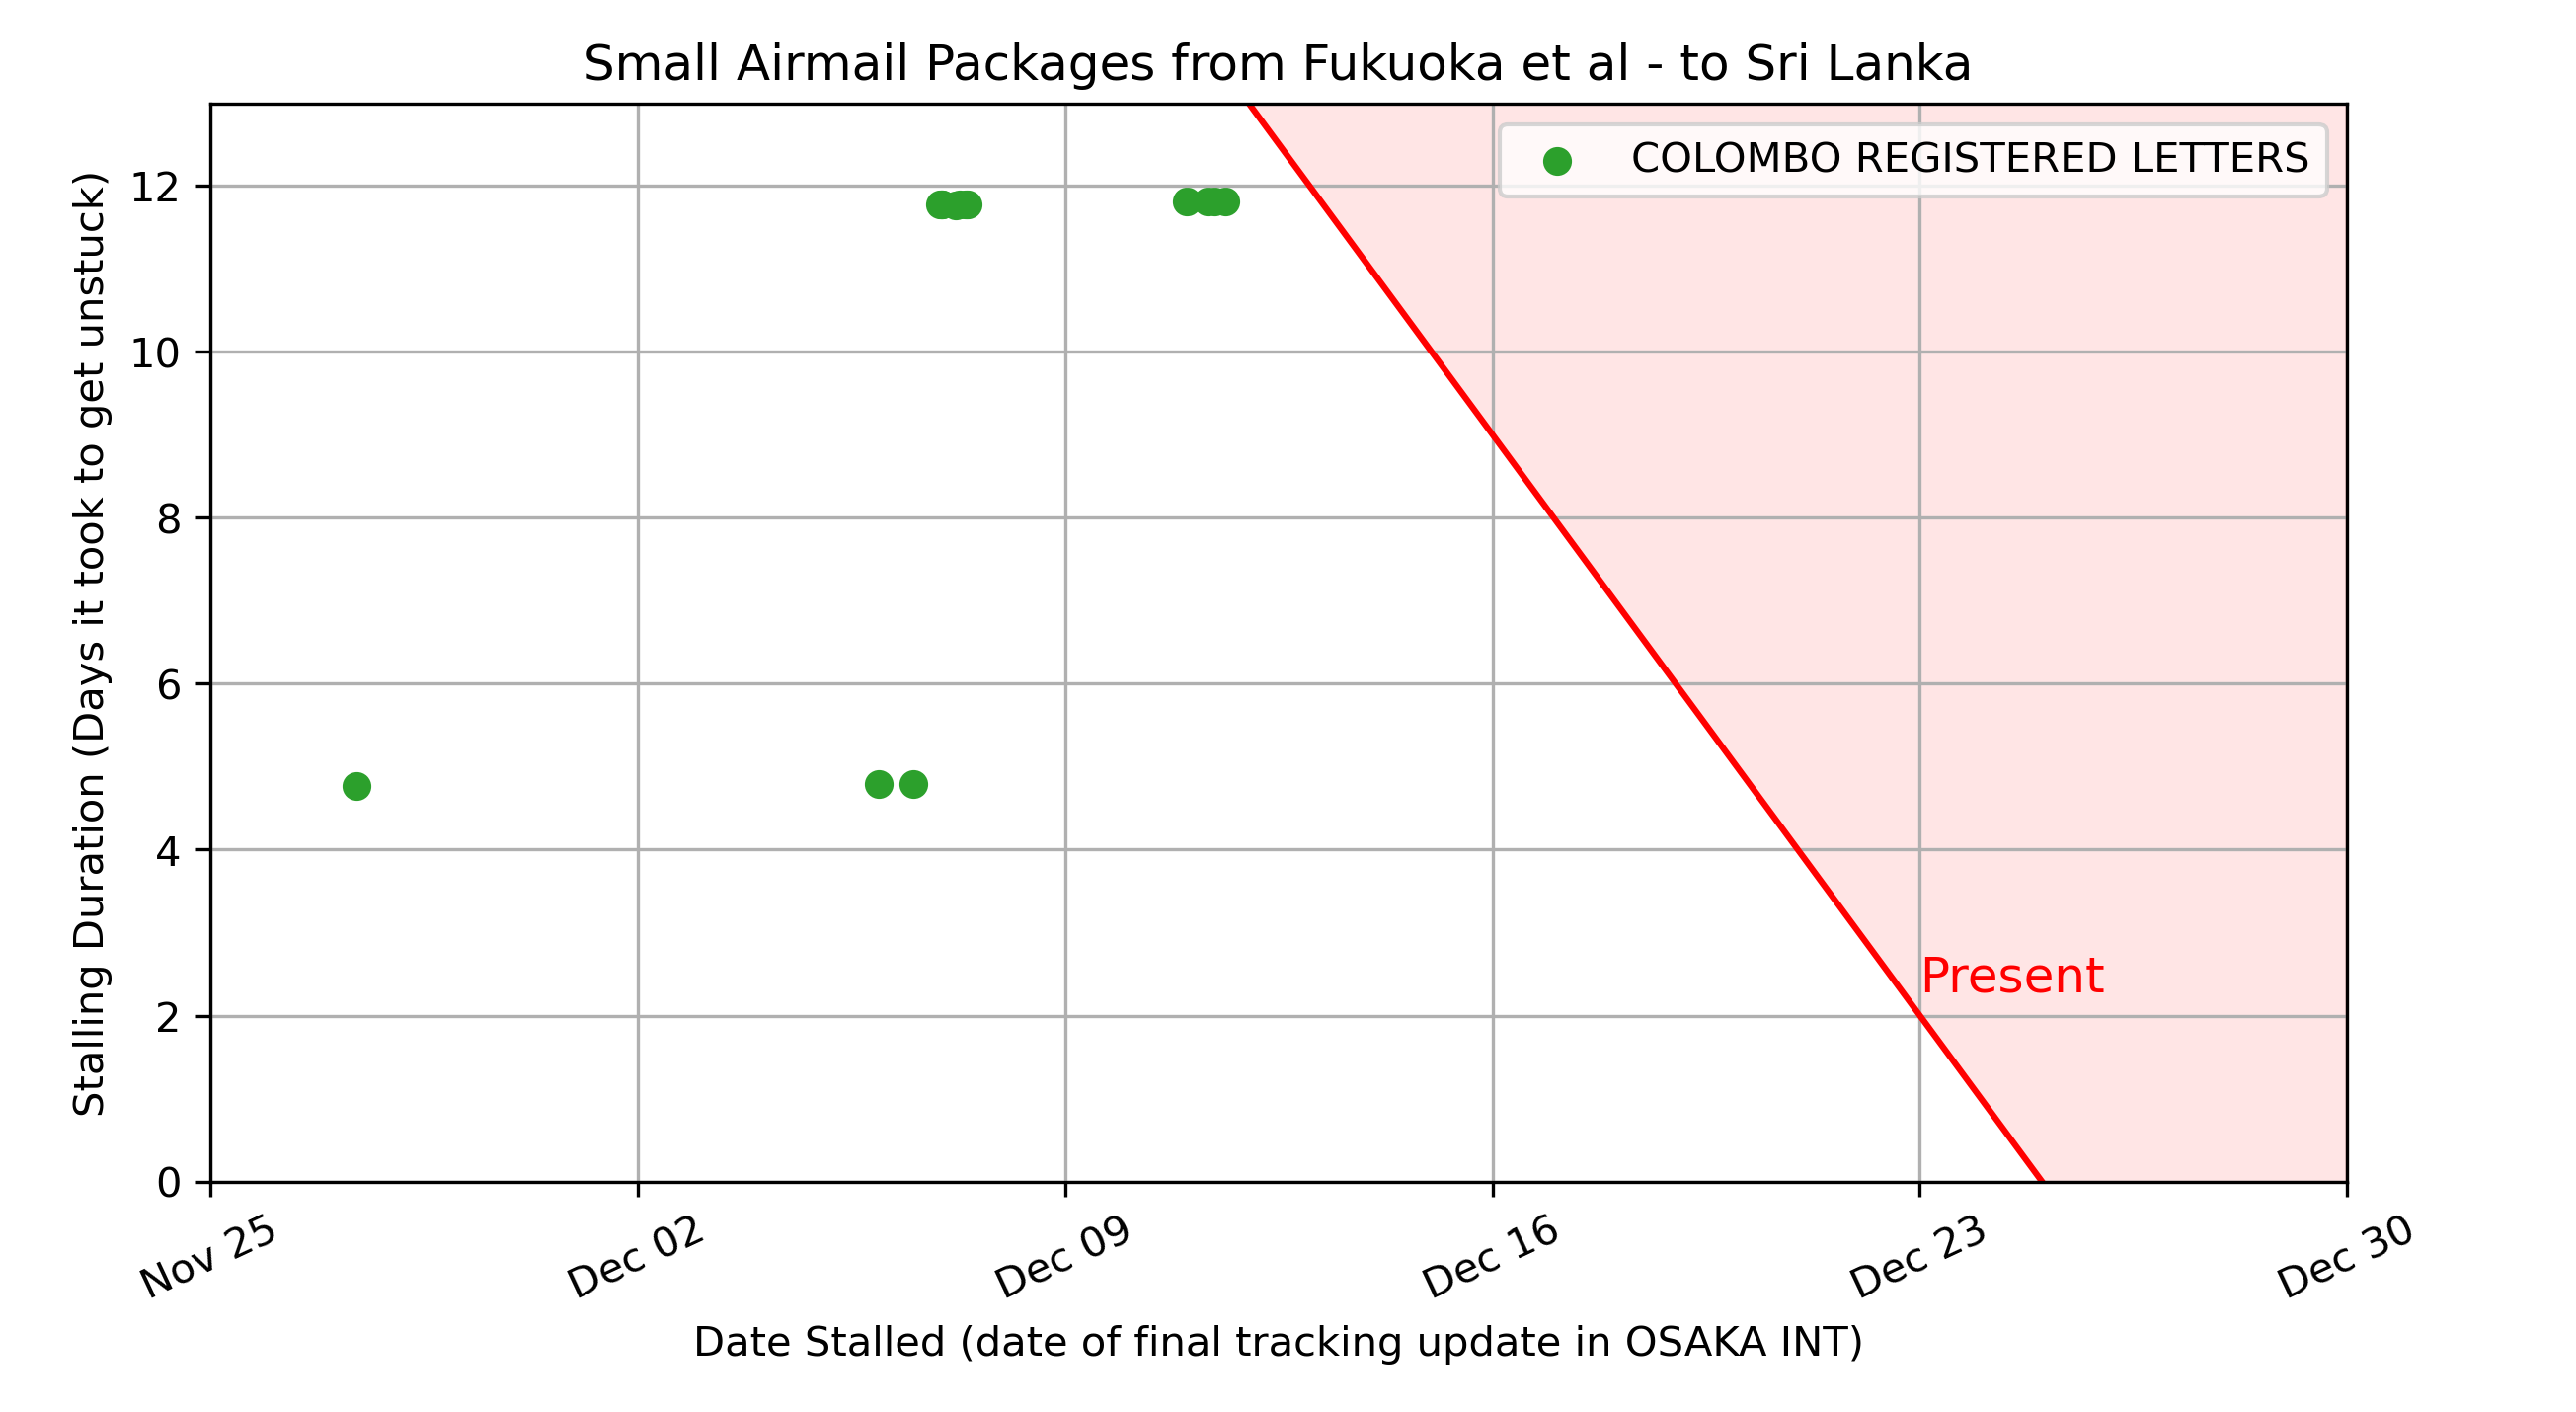 Small Airmail Packages from Fukuoka et al - to Sri Lanka
COLOMBO REGISTERED LETTERS
Stalling Duration (Days it took to get unstuck)
12
10
8
6
4
2
0
Present
Nov 25
Dec 02
Dec 09
Dec 16
Dec 23
Dec 30
Date Stalled (date of final tracking update in OSAKA INT)